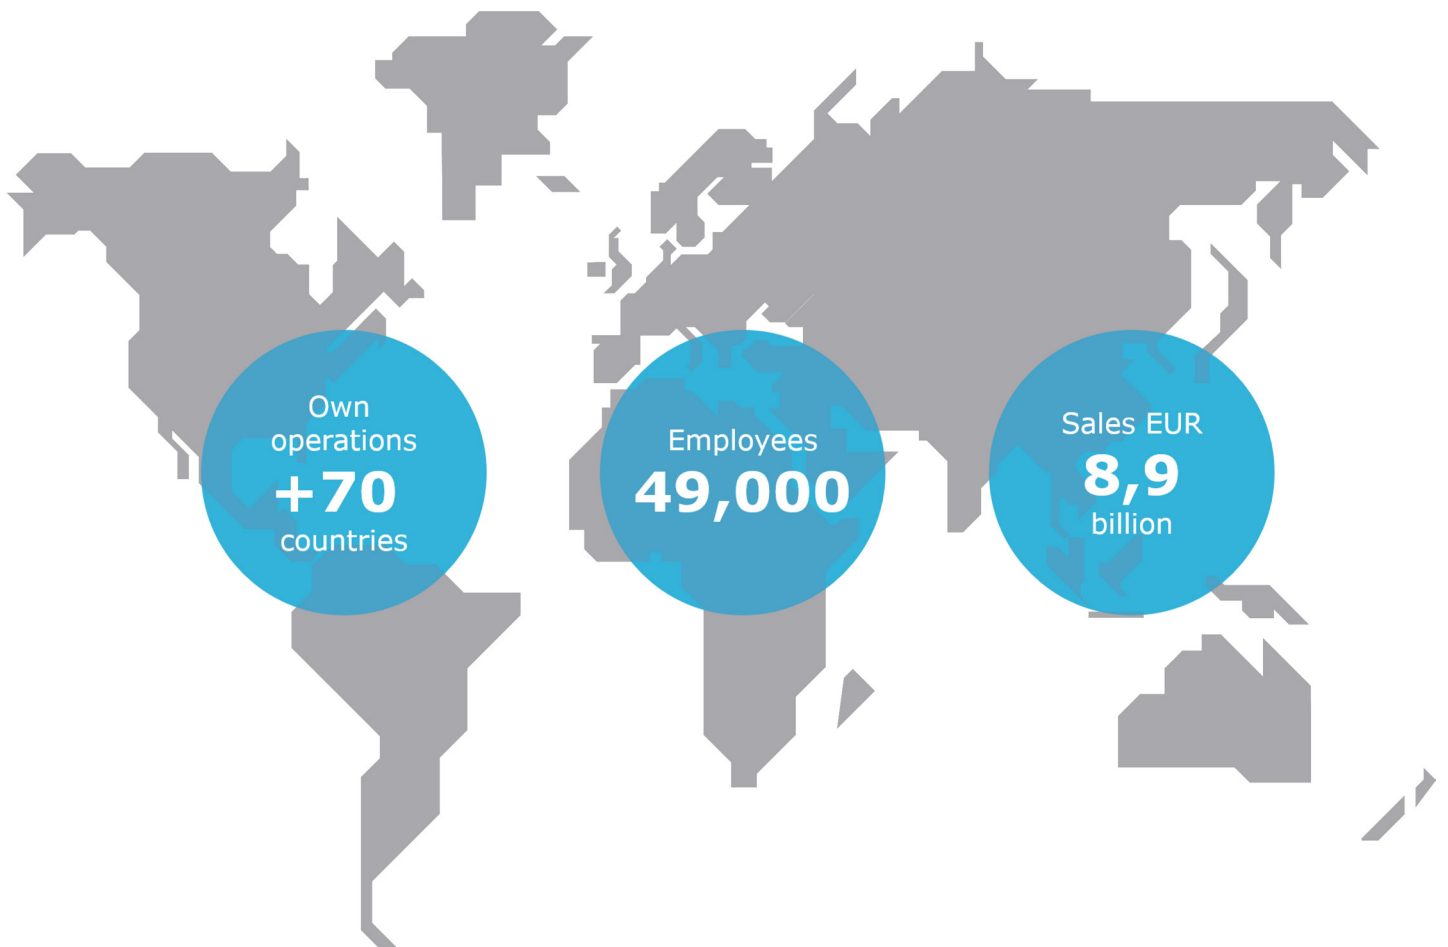 Own
operations
+70
countries
Employees
49,000
Sales EUR
8,9
billion